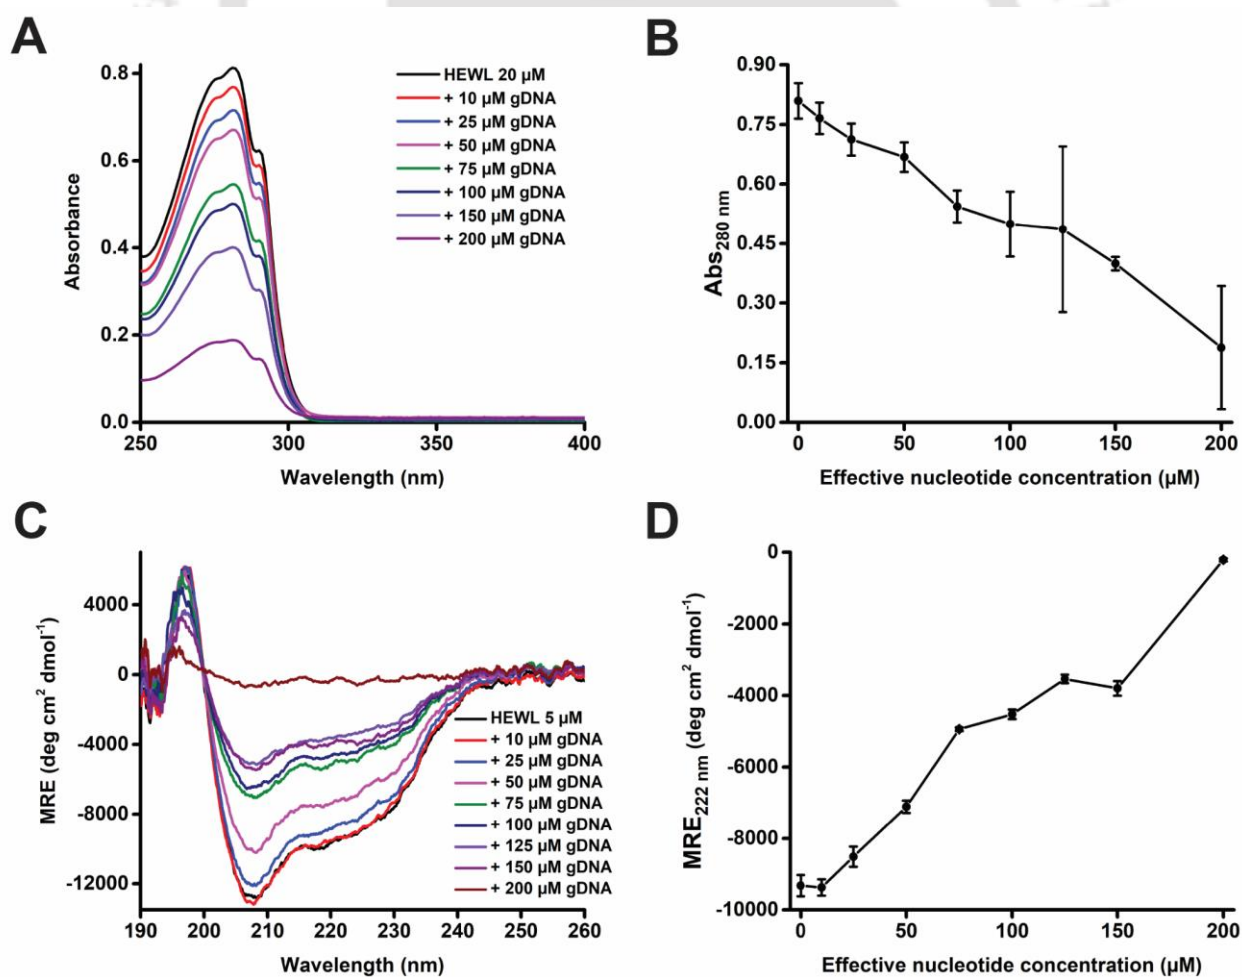 A
0.8
0.6
0.4
0.2
0.0
Absorbance
250 300 350 400
Wavelength (nm)
HEWL 20 µM
+ 10 µM gDNA
+ 25 µM gDNA
+ 50 µM gDNA
+ 75 µM gDNA
+ 100 µM gDNA
+ 150 µM gDNA
+ 200 µM gDNA
B
0.90
0.75
0.60
0.45
0.30
0.15
0.00
Abs280 nm
0 50 100 150 200
Effective nucleotide concentration (µM)
C
4000
0
-4000
-8000
-12000
MRE (deg cm2 dmol-1)
190 200 210 220 230 240 250 260
Wavelength (nm)
HEWL 5 µM
+ 10 µM gDNA
+ 25 µM gDNA
+ 50 µM gDNA
+ 75 µM gDNA
+ 100 µM gDNA
+ 125 µM gDNA
+ 150 µM gDNA
+ 200 µM gDNA
D
0
-2000
-4000
-6000
-8000
-10000
MRE222 nm (deg cm2 dmol-1)
0 50 100 150 200
Effective nucleotide concentration (µM)